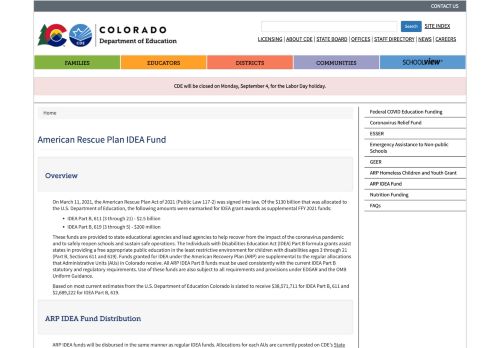 CONTACT US
COLORADO
Department of Education
CDE
Search
SITE INDEX
LICENSING | ABOUT CDE | STATE BOARD | OFFICES | STAFF DIRECTORY | NEWS | CAREERS
FAMILIES
EDUCATORS
DISTRICTS
COMMUNITIES
SCHOOLVIEW
CDE will be closed on Monday, September 4, for the Labor Day holiday.
Home
American Rescue Plan IDEA Fund
Overview
On March 11, 2021, the American Rescue Plan Act of 2021 (Public Law 117-2) was signed into law. Of the $130 billion that was allocated to
the U.S. Department of Education, the following amounts were earmarked for IDEA grant awards as supplemental FFY 2021 funds:
• IDEA Part B, 611 (3 through 21) - $2.5 billion
• IDEA Part B, 619 (3 through 5) - $200 million
These funds are provided to state educational agencies and lead agencies to help recover from the impact of the coronavirus pandemic
and to safely reopen schools and sustain safe operations. The Individuals with Disabilities Education Act (IDEA) Part B formula grants assist
states in providing a free appropriate public education in the least restrictive environment for children with disabilities ages 3 through 21
(Part B, Sections 611 and 619). Funds granted for IDEA under the American Recovery Plan (ARP) are supplemental to the regular allocations
that Administrative Units (AUs) in Colorado receive. All ARP IDEA Part B funds must be used consistently with the current IDEA Part B
statutory and regulatory requirements. Use of these funds are also subject to all requirements and provisions under EDGAR and the OMB
Uniform Guidance.
Based on most current estimates from the U.S. Department of Education Colorado is slated to receive $38,571,711 for IDEA Part B, 611 and
$2,689,222 for IDEA Part B, 619.
ARP IDEA Fund Distribution
ARP IDEA funds will be disbursed in the same manner as regular IDEA funds. Allocations for each AUs are currently posted on CDE's State
Federal COVID Education Funding
Coronavirus Relief Fund
ESSER
Emergency Assistance to Non-public
Schools
GEER
ARP Homeless Children and Youth Grant
ARP IDEA Fund
Nutrition Funding
FAQs